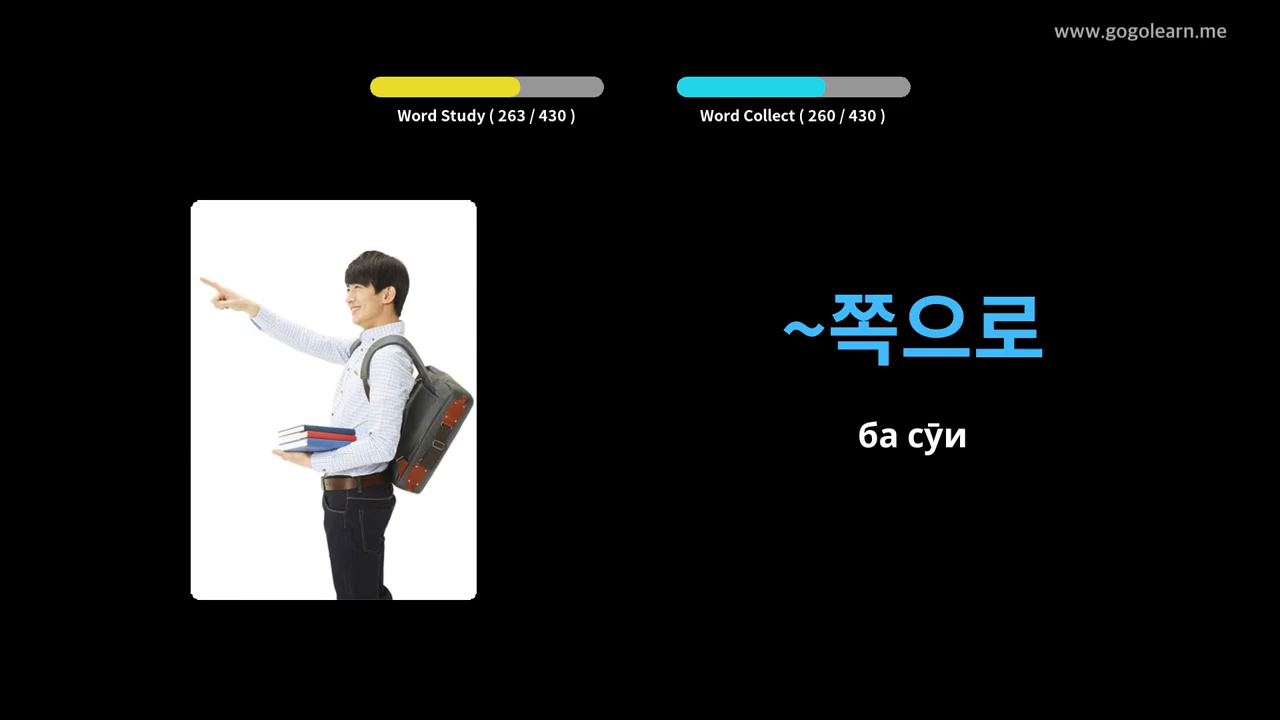 www.gogolearn.me
Word Study ( 263 / 430 )
Word Collect ( 260 / 430 )
~쪽으로
ба сӯи